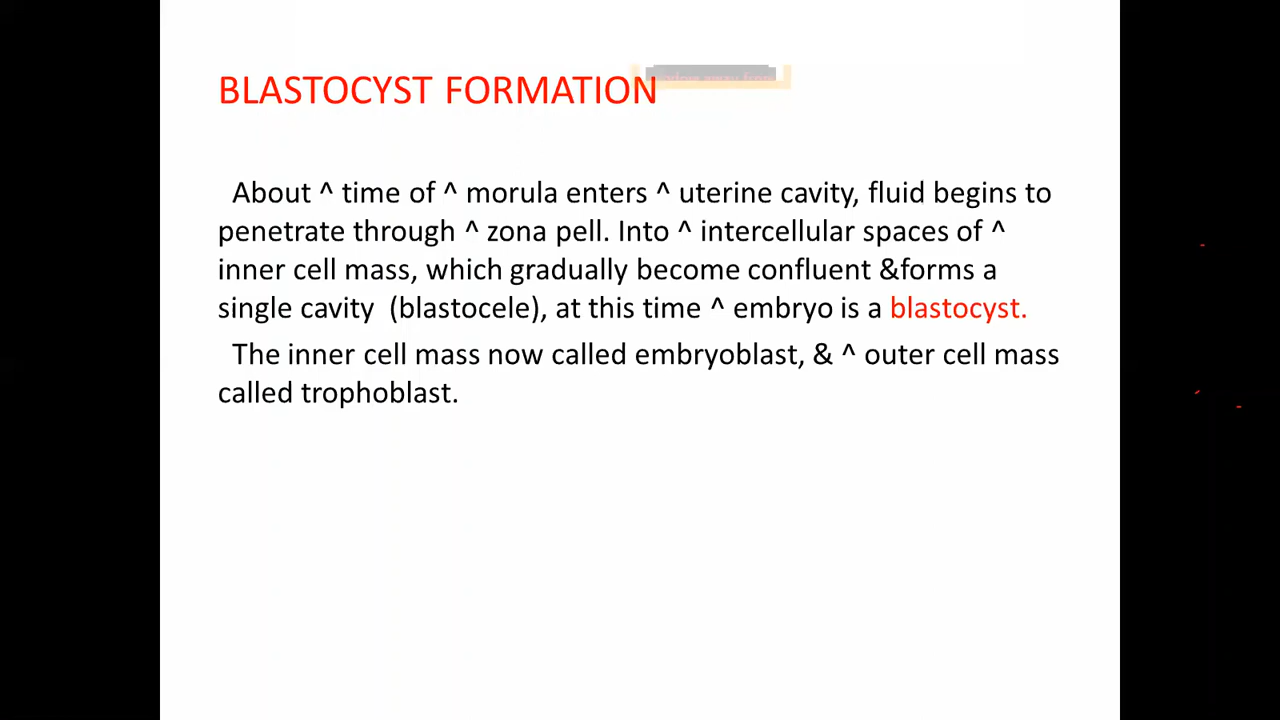 BLASTOCYST FORMATION
About ^ time of ^ morula enters ^ uterine cavity, fluid begins to
penetrate through ^ zona pell. Into ^ intercellular spaces of ^
inner cell mass, which gradually become confluent &forms a
single cavity (blastocele), at this time ^ embryo is a blastocyst.
The inner cell mass now called embryoblast, & ^ outer cell mass
called trophoblast.